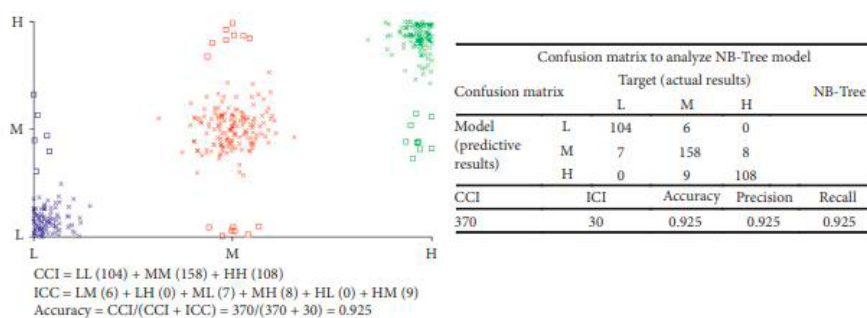 H
M
L
L M H
CCI = LL (104) + MM (158) + HH (108)
ICC = LM (6) + LH (0) + ML (7) + MH (8) + HL (0) + HM (9)
Accuracy = CCI/(CCI + ICC) = 370/(370 + 30) = 0.925
Confusion matrix to analyze NB-Tree model
Confusion matrix Target (actual results) NB-Tree
L M H
Model (predictive results) L 104 6 0
M 7 158 8
H 0 9 108
CCI ICI Accuracy Precision Recall
370 30 0.925 0.925 0.925